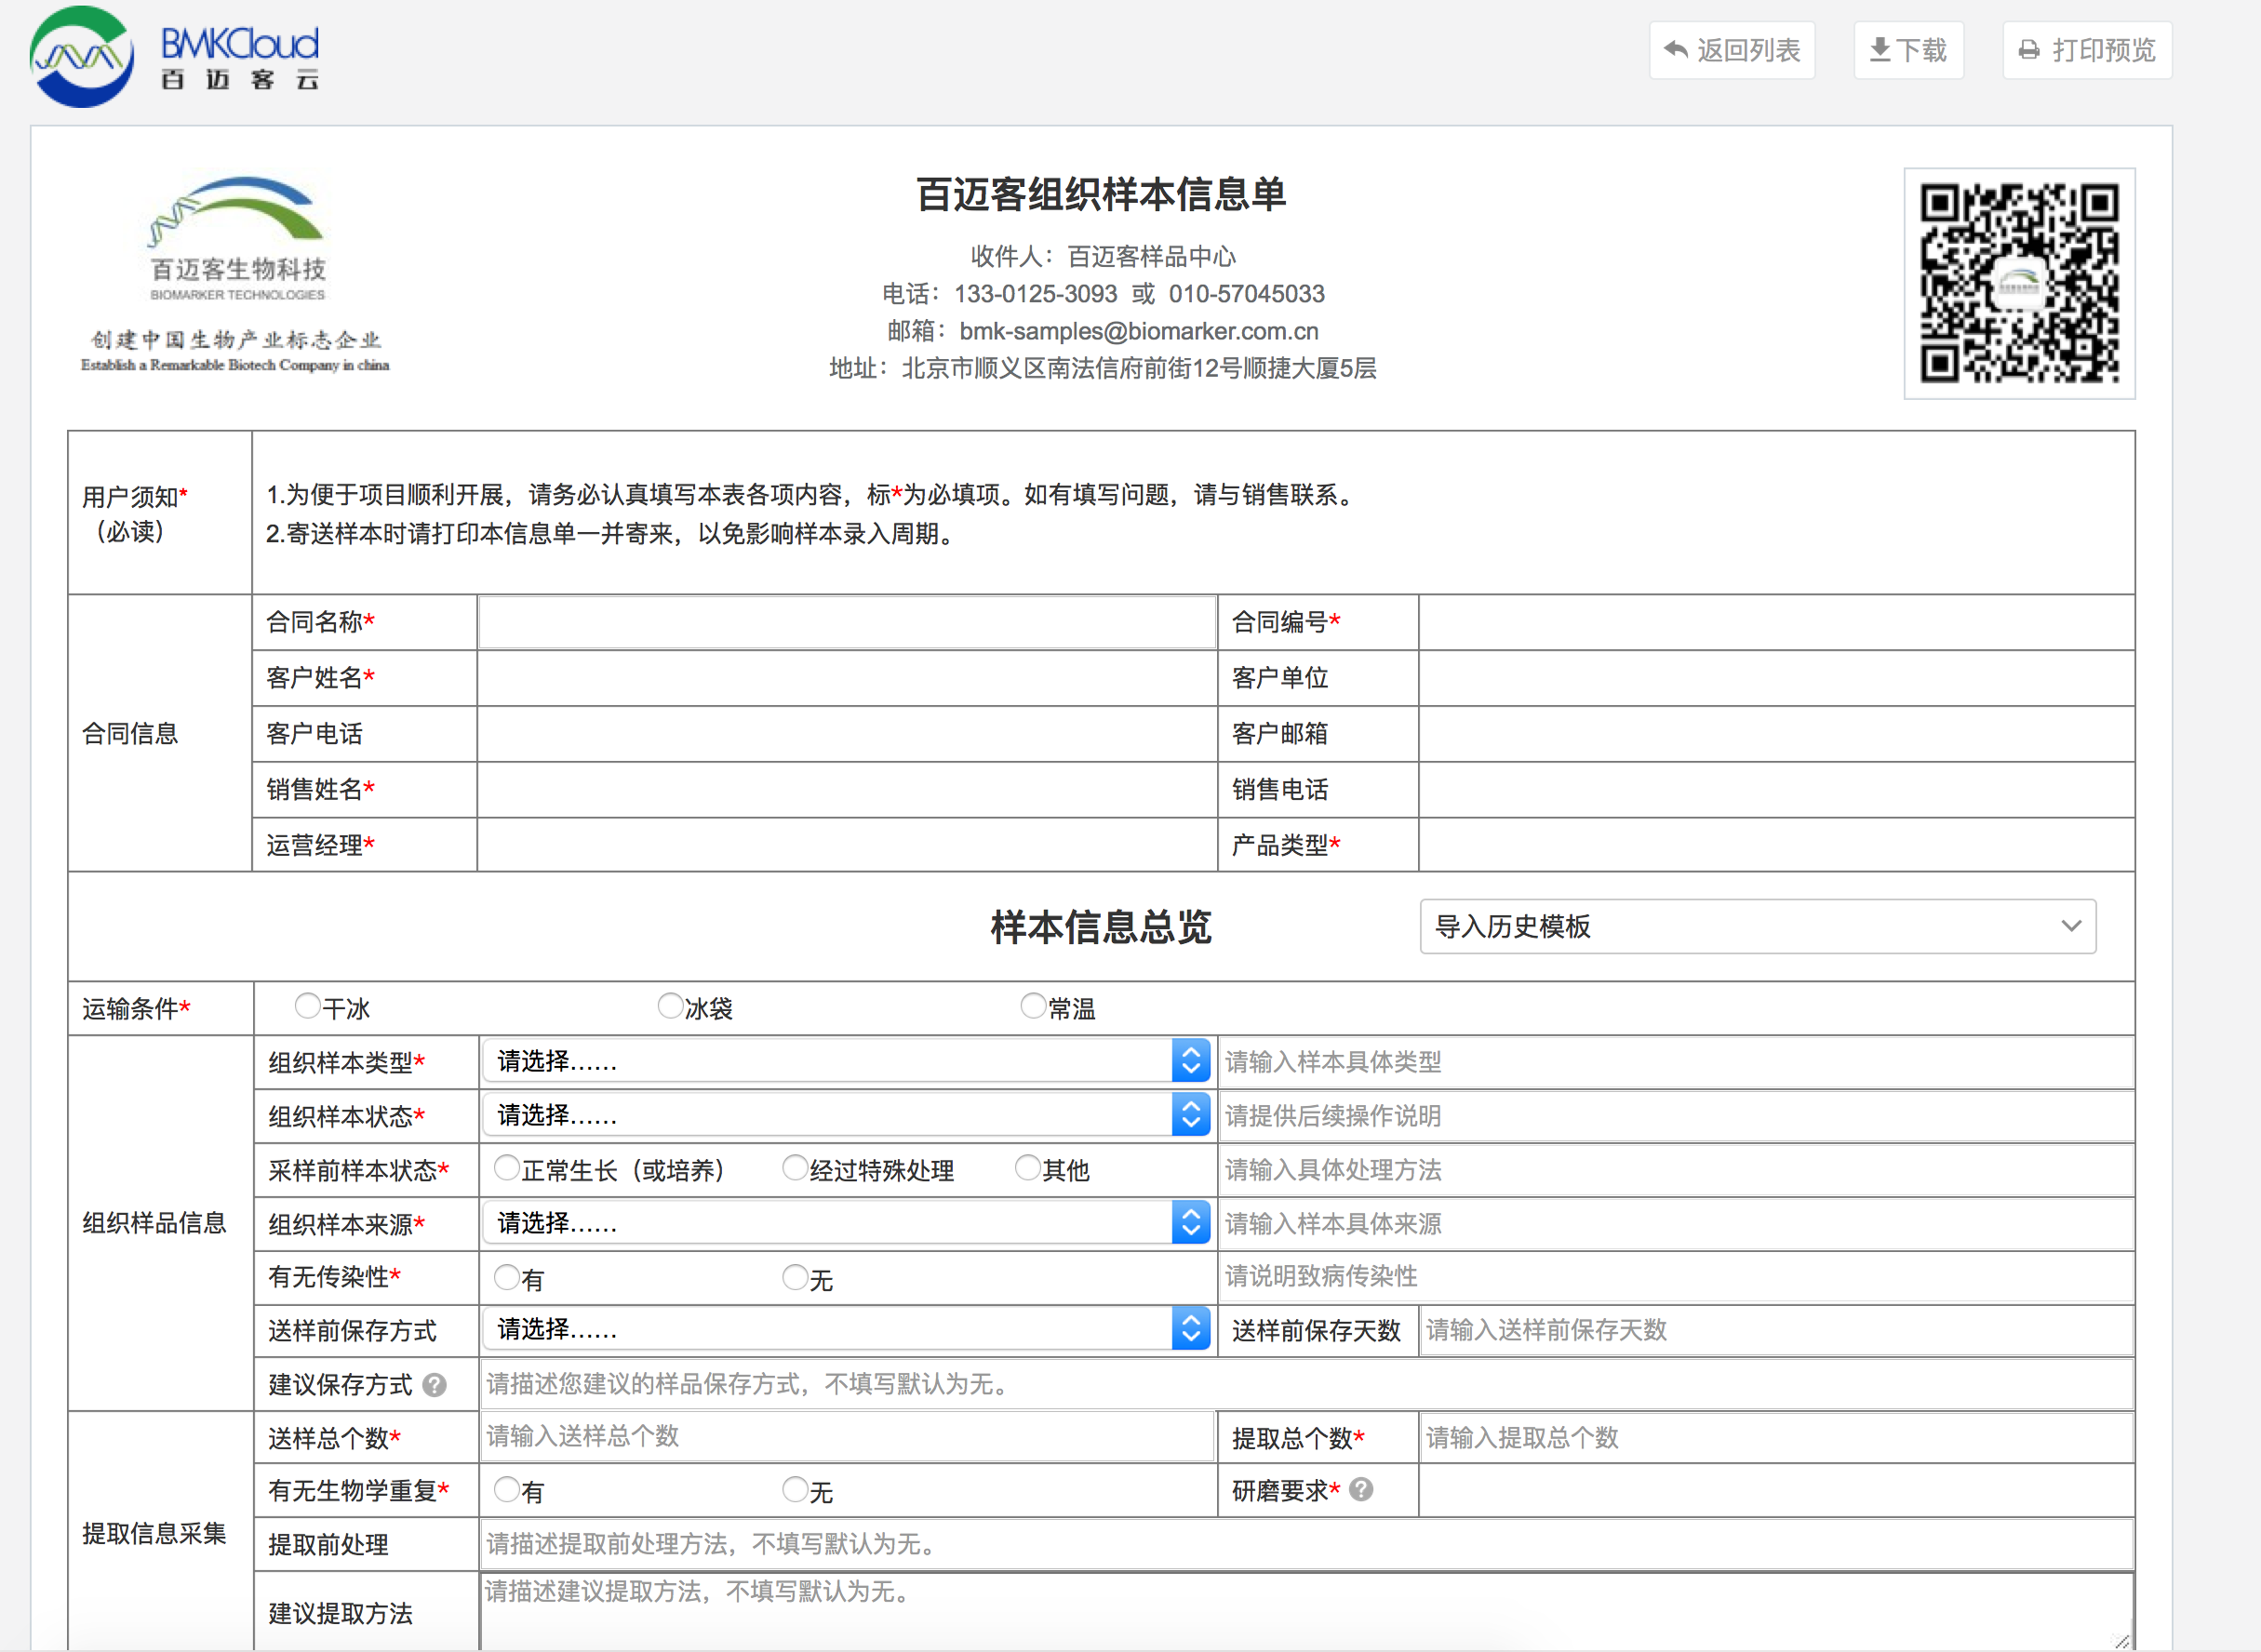 BMKCloud
百迈客云
返回列表
下载
打印预览
百迈客生物科技
BIOMARKER TECHNOLOGIES
创建中国生物产业标志企业
Establish a Remarkable Biotech Company in china
百迈客组织样本信息单
收件人：百迈客样品中心
电话：133-0125-3093 或 010-57045033
邮箱：bmk-samples@biomarker.com.cn
地址：北京市顺义区南法信府前街12号顺捷大厦5层
用户须知*
（必读）
1.为便于项目顺利开展，请务必认真填写本表各项内容，标*为必填项。如有填写问题，请与销售联系。
2.寄送样本时请打印本信息单一并寄来，以免影响样本录入周期。
合同信息
合同名称* 合同编号*
客户姓名* 客户单位
客户电话 客户邮箱
销售姓名* 销售电话
运营经理* 产品类型*
样本信息总览 导入历史模板
运输条件* 干冰 冰袋 常温
组织样品信息
组织样本类型* 请选择...... 请输入样本具体类型
组织样本状态* 请选择...... 请提供后续操作说明
采样前样本状态* 正常生长（或培养） 经过特殊处理 其他 请输入具体处理方法
组织样本来源* 请选择...... 请输入样本具体来源
有无传染性* 有 无 请说明致病传染性
送样前保存方式 请选择...... 送样前保存天数 请输入送样前保存天数
建议保存方式 ? 请描述您建议的样品保存方式，不填写默认为无。
提取信息采集
送样总个数* 请输入送样总个数 提取总个数* 请输入提取总个数
有无生物学重复* 有 无 研磨要求* ?
提取前处理 请描述提取前处理方法，不填写默认为无。
建议提取方法 请描述建议提取方法，不填写默认为无。